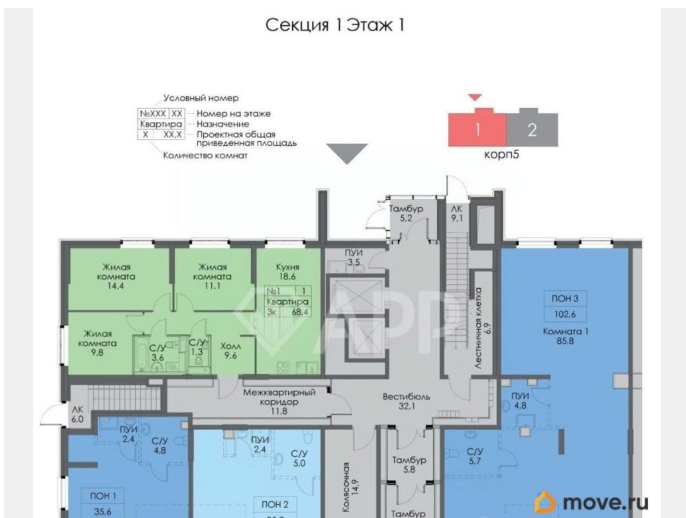 Секция 1 Этаж 1
Условный номер
№XXX XX
Номер на этаже
Квартира
Назначение
X XX,X
Проектная общая
приведенная площадь
Количество комнат
1
2
корп5
Тамбур
5,2
ЛК
9,1
ПУИ
3,5
Жилая
комната
14.4
Жилая
комната
11.1
Кухня
18.6
№1 1
Квартира
3к 68.4
Жилая
комната
9.8
С/У
3,6
С/У
1,3
Холл
9.6
APP
Лестничная клетка
6,9
ПОН 3
102.6
Комната 1
85.8
Межквартирный
коридор
11.8
Вестибюль
32,1
ПУИ
4,8
ЛК
6.0
ПУИ
2,4
С/У
4,8
ПУИ
2,4
С/У
5,0
Колясочная
14,9
Тамбур
5.8
С/У
5,7
ПОН 1
35.6
ПОН 2
Тамбур
move.ru